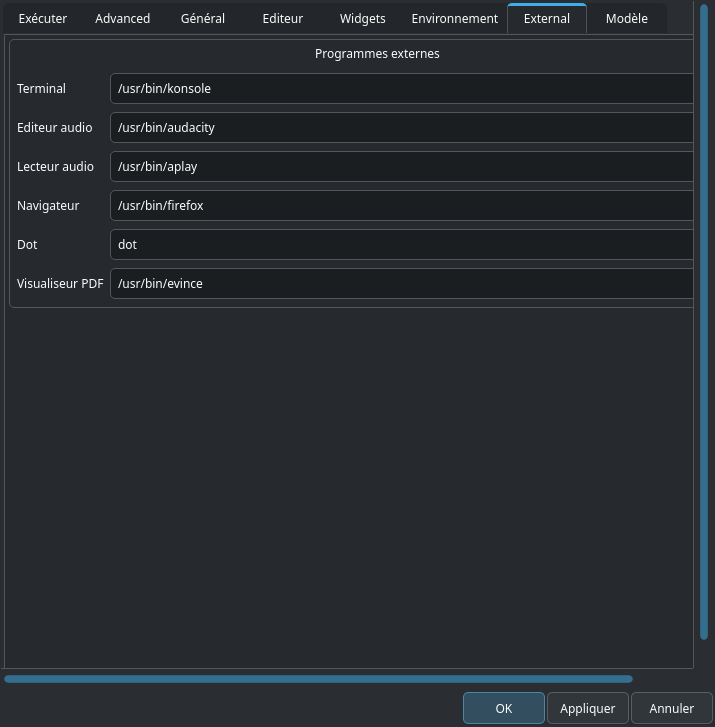 Exécuter Advanced Général Editeur Widgets Environnement External Modèle
Programmes externes
Terminal /usr/bin/konsole
Editeur audio /usr/bin/audacity
Lecteur audio /usr/bin/aplay
Navigateur /usr/bin/firefox
Dot dot
Visualiseur PDF /usr/bin/evince
OK Appliquer Annuler